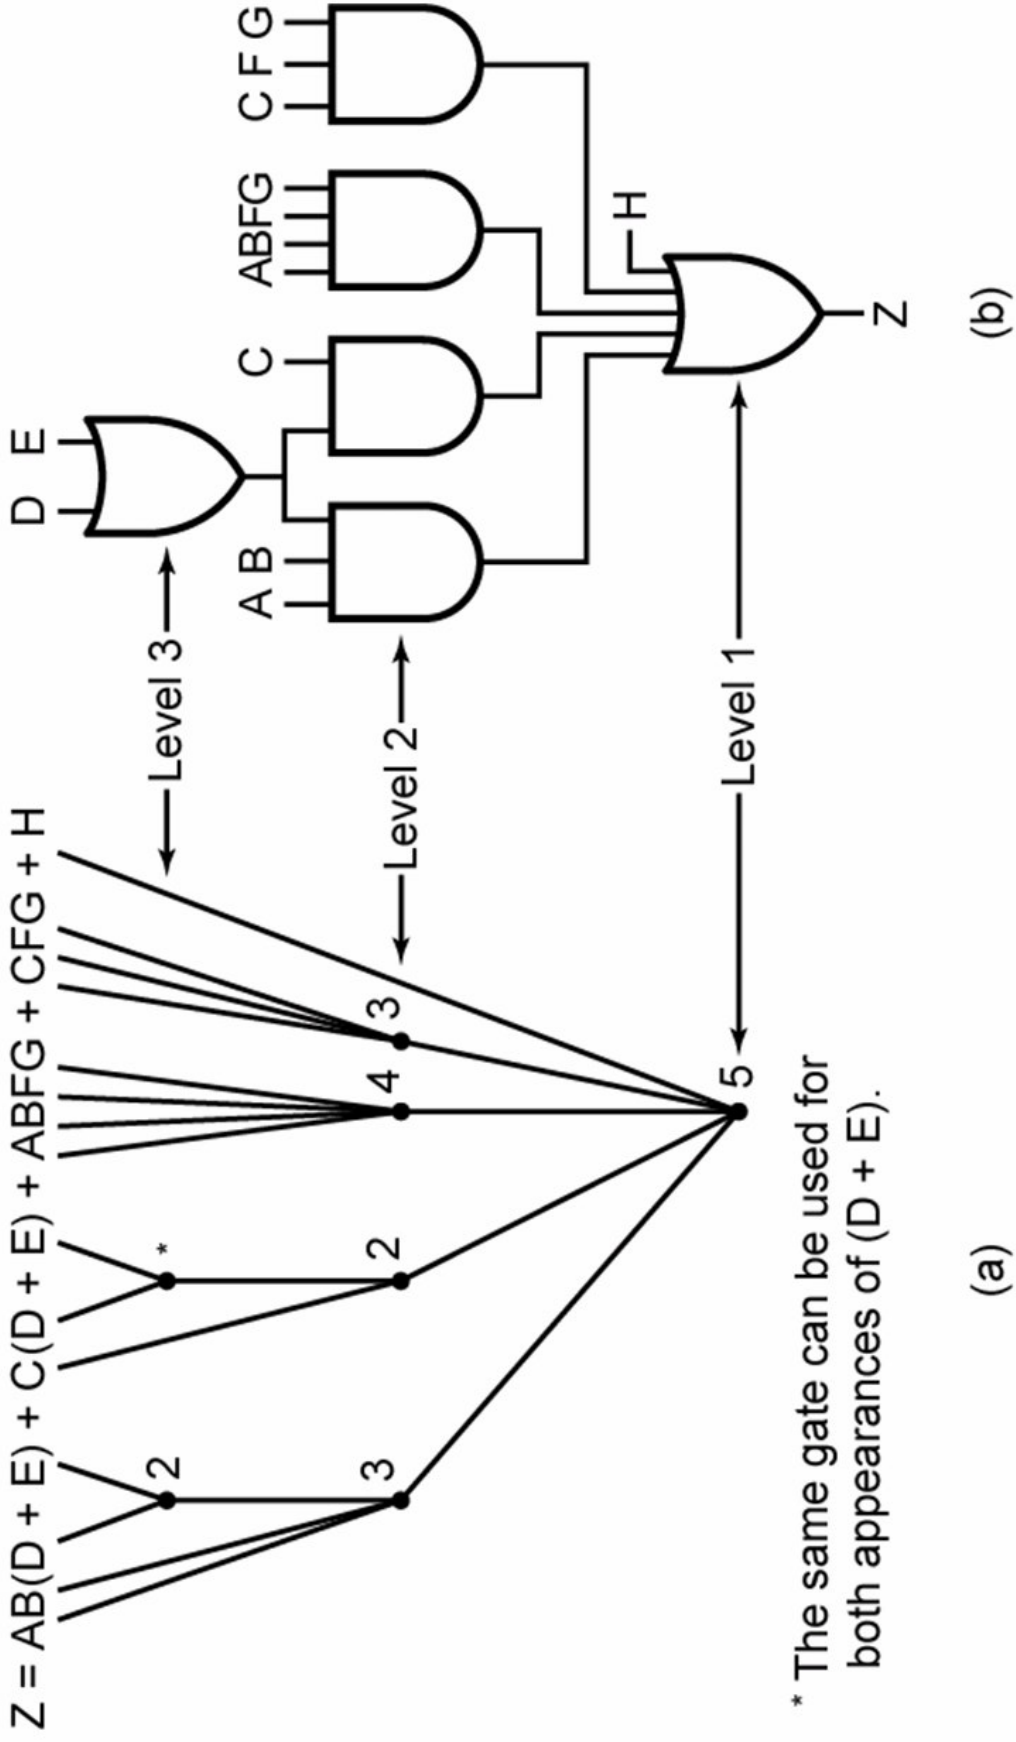 Z = AB(D + E) + C(D + E) + ABFG + CFG + H
D E
2
*
Level 3
A B
C
ABFG
C F G
3
2
4
3
Level 2
H
5
Level 1
Z
* The same gate can be used for
both appearances of (D + E).
(a)
(b)